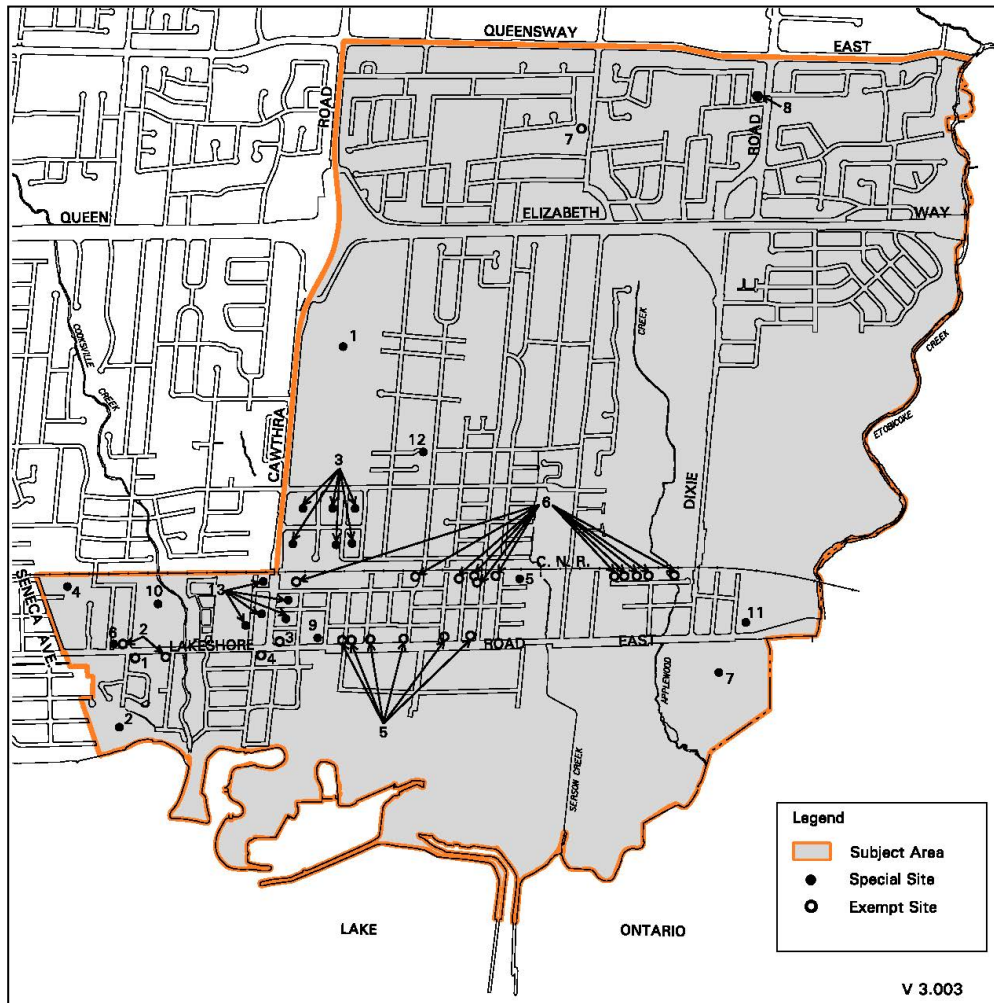 QUEENSWAY
EAST
ROAD
8
7
ROAD
QUEEN
ELIZABETH
WAY
COOKSVILLE
CREEK
1
CREEK
CREEK
ETOBICOKE
CAWTHRA
12
3
DIXIE
6
C. N. R.
SENECA AVE.
4
10
13
5
11
6
2
LAKESHORE
3
9
ROAD
EAST
1
4
7
APPLEWOOD
2
5
SERSON CREEK
Legend
Subject Area
Special Site
Exempt Site
LAKE
ONTARIO
V 3.003